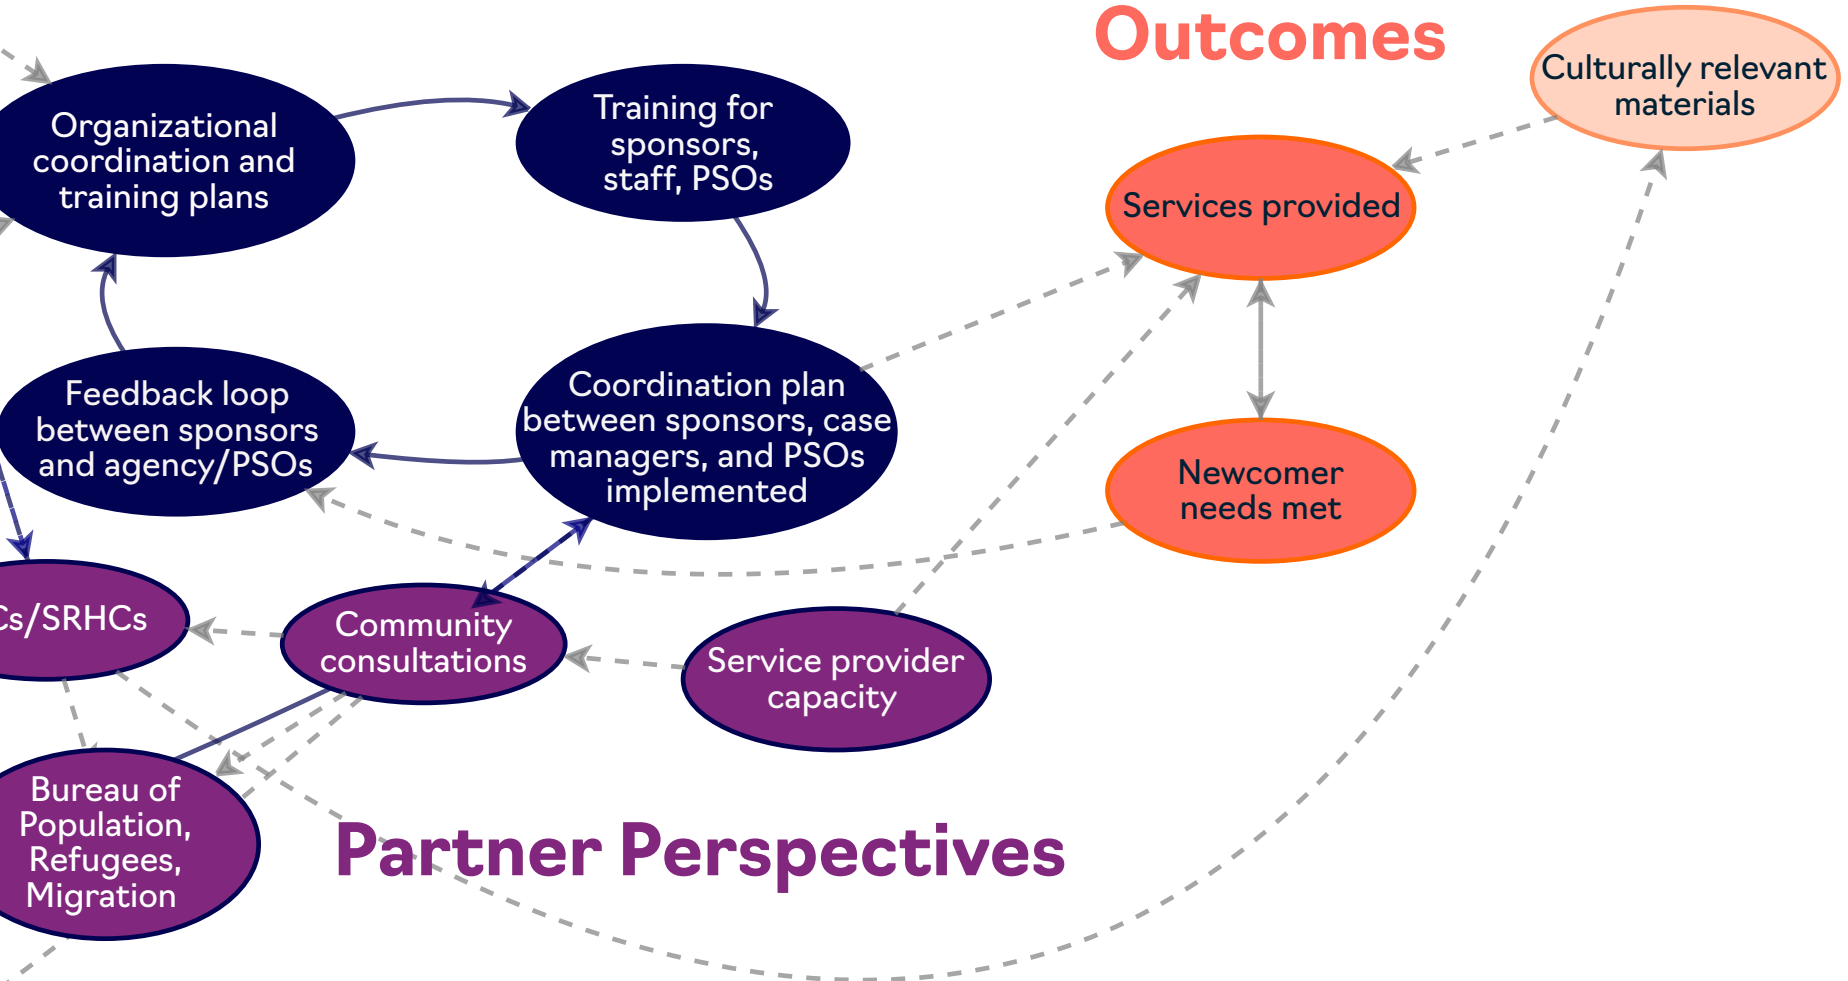 Outcomes
Culturally relevant
materials
Organizational
coordination and
training plans
Training for
sponsors,
staff, PSOs
Services provided
Feedback loop
between sponsors
and agency/PSOs
Coordination plan
between sponsors, case
managers, and PSOs
implemented
Newcomer
needs met
Cs/SRHCs
Community
consultations
Service provider
capacity
Bureau of
Population,
Refugees,
Migration
Partner Perspectives